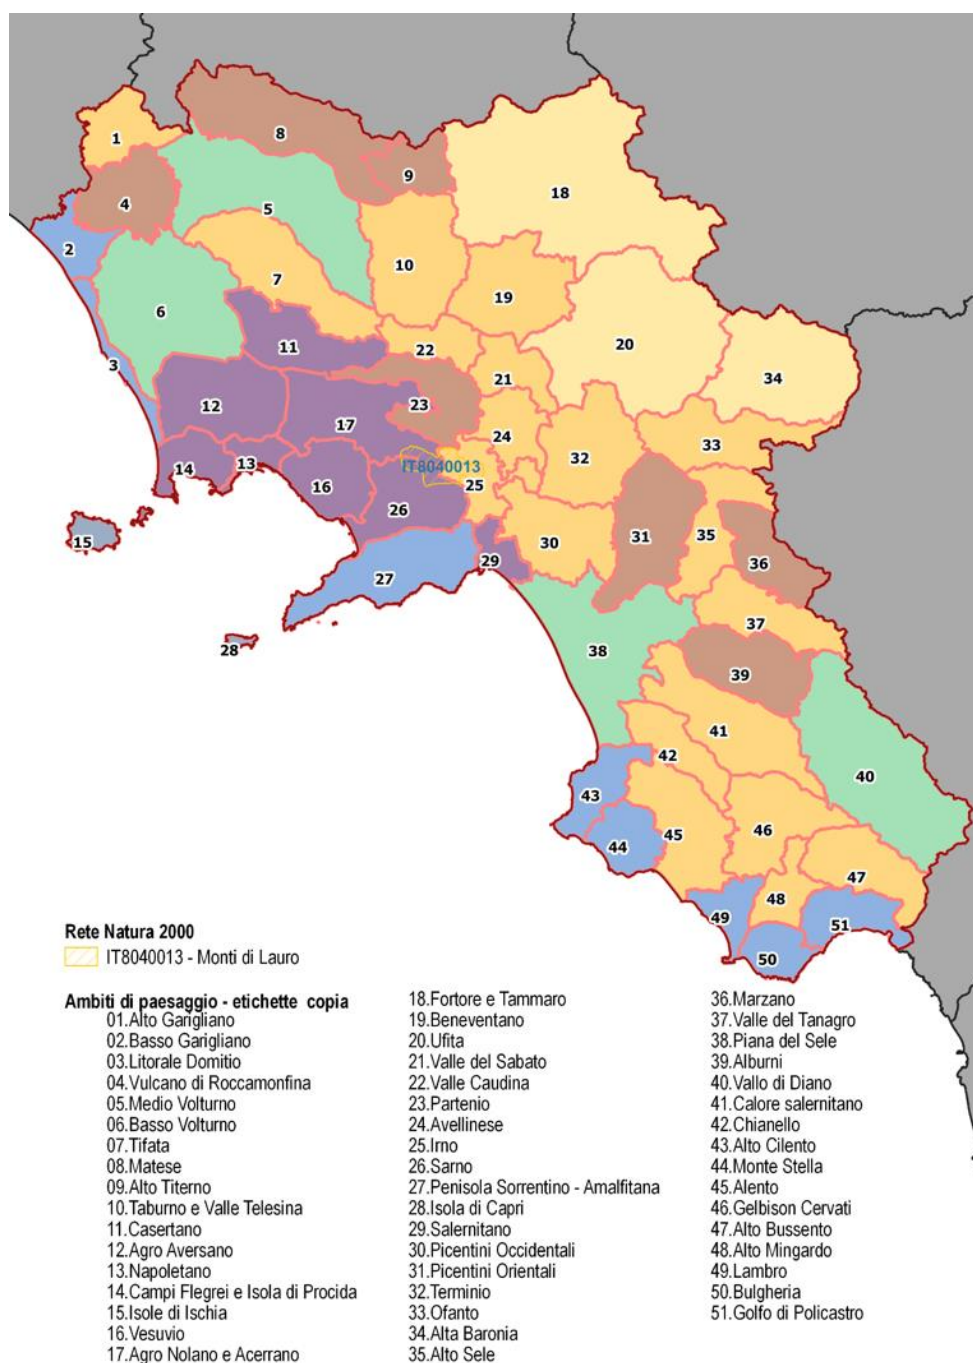 1
8
9
18
4
5
2
10
7
19
6
11
22
20
3
21
34
12
23
17
24
33
IT8040013
32
14
13
16
25
26
30
31
35
15
29
36
27
37
28
38
39
41
42
40
43
46
45
44
47
48
49
51
50
Rete Natura 2000
IT8040013 - Monti di Lauro
Ambiti di paesaggio - etichette copia
01.Alto Garigliano
02.Basso Garigliano
03.Litorale Domitio
04.Vulcano di Roccamonfina
05.Medio Volturno
06.Basso Volturno
07.Tifata
08.Matese
09.Alto Titerno
10.Taburno e Valle Telesina
11.Casertano
12.Agro Aversano
13.Napoletano
14.Campi Flegrei e Isola di Procida
15.Isole di Ischia
16.Vesuvio
17.Agro Nolano e Acerrano
18.Fortore e Tammaro
19.Beneventano
20.Ufita
21.Valle del Sabato
22.Valle Caudina
23.Partenio
24.Avellinese
25.Irno
26.Sarno
27.Penisola Sorrentino - Amalfitana
28.Isola di Capri
29.Salernitano
30.Picentini Occidentali
31.Picentini Orientali
32.Terminio
33.Ofanto
34.Alta Baronia
35.Alto Sele
36.Marzano
37.Valle del Tanagro
38.Piana del Sele
39.Alburni
40.Vallo di Diano
41.Calore salernitano
42.Chianello
43.Alto Cilento
44.Monte Stella
45.Alento
46.Gelbison Cervati
47.Alto Bussento
48.Alto Mingardo
49.Lambro
50.Bulgheria
51.Golfo di Policastro